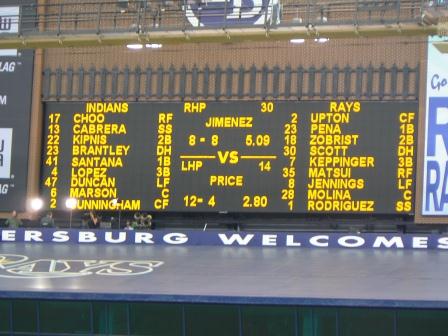 INDIANS RHP 30 RAYS
17 CHOO RF JIMENEZ 2 UPTON CF
13 CABRERA SS 23 PENA 1B
22 KIPNIS 2B 8 - 8 5.09 18 ZOBRIST 2B
23 BRANTLEY DH 30 SCOTT DH
41 SANTANA 1B VS 7 KEPPINGER 3B
4 LOPEZ 3B LHP 14 35 MATSUI RF
47 DUNCAN LF PRICE 8 JENNINGS LF
6 MARSON C 28 MOLINA C
2 CUNNINGHAM CF 12- 4 2.80 1 RODRIGUEZ SS
ERSBURG WELCOMES
RAYS